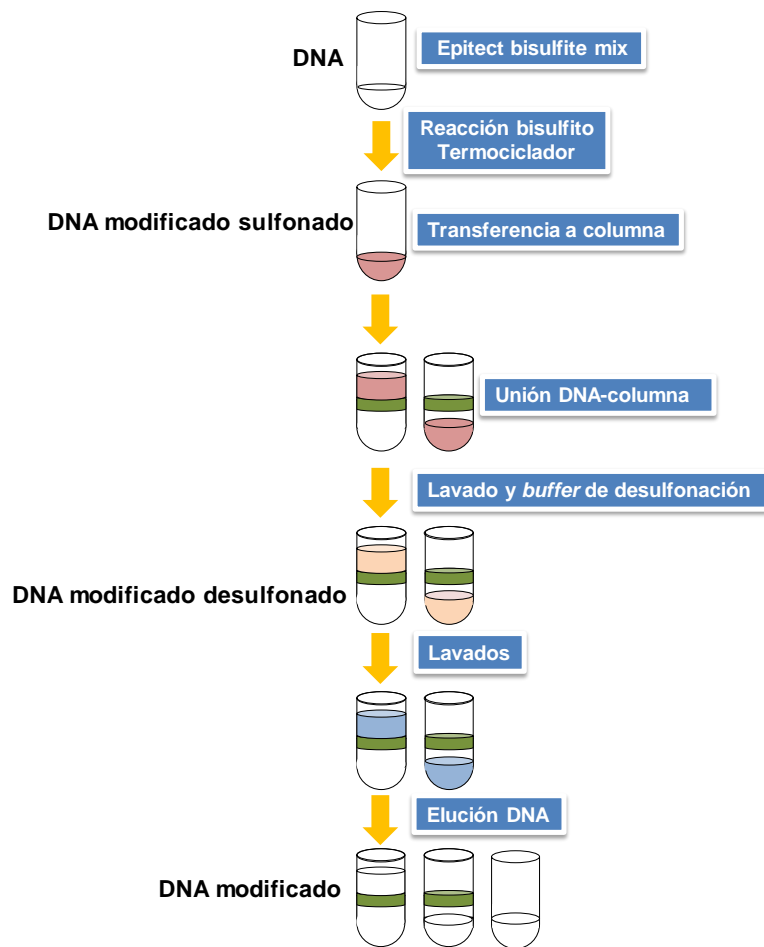 Epitect bisulfite mix
DNA
Reacción bisulfito
Termociclador
DNA modificado sulfonado
Transferencia a columna
Unión DNA-columna
Lavado y buffer de desulfonación
DNA modificado desulfonado
Lavados
Elución DNA
DNA modificado